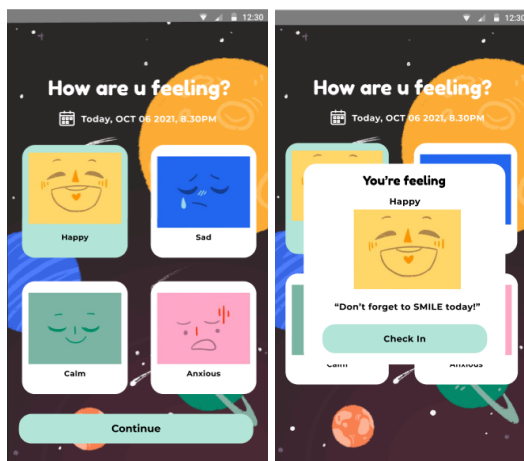 12:30
How are u feeling?
Today, OCT 06 2021, 8.30PM
Happy
Sad
Calm
Anxious
Continue
12:30
How are u feeling?
Today, OCT 06 2021, 8.30PM
You're feeling
Happy
“Don't forget to SMILE today!”
Check In
Calm
Anxious